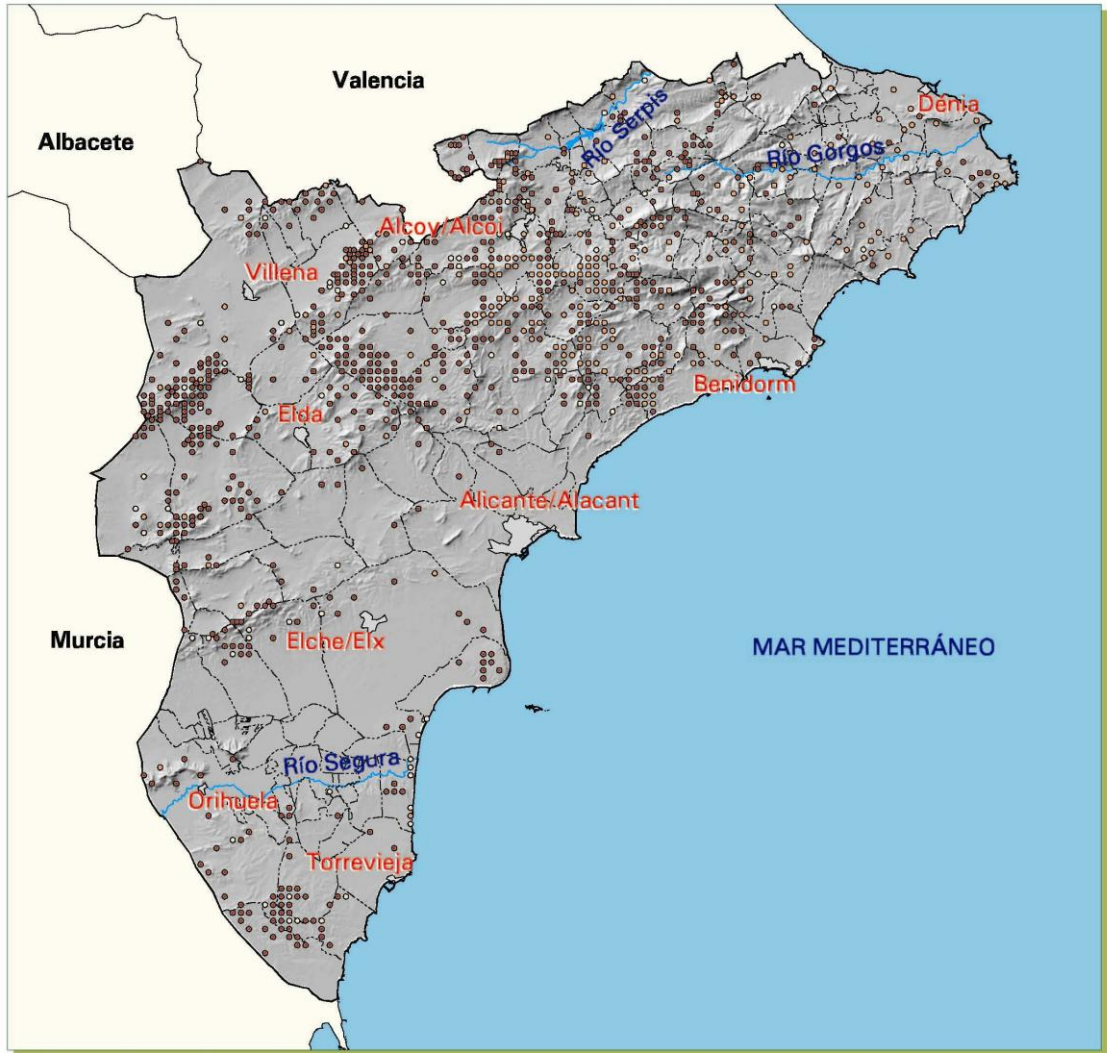 Valencia
Albacete
Dénia
Río Serpis
Río Gorgos
Alcoy/Alcoi
Villena
Benidorm
Elda
Alicante/Alacant
Murcia
Elche/Elx
MAR MEDITERRÁNEO
Río Segura
Orihuela
Torrevieja